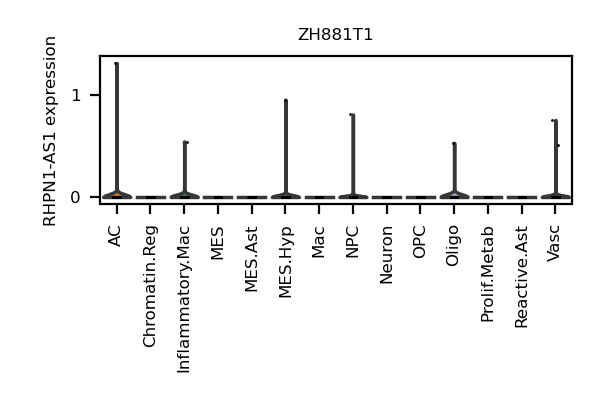 ZH881T1
RHPN1-AS1 expression
1
0
AC
Chromatin.Reg
Inflammatory.Mac
MES
MES.Ast
MES.Hyp
Mac
NPC
Neuron
OPC
Oligo
Prolif.Metab
Reactive.Ast
Vasc